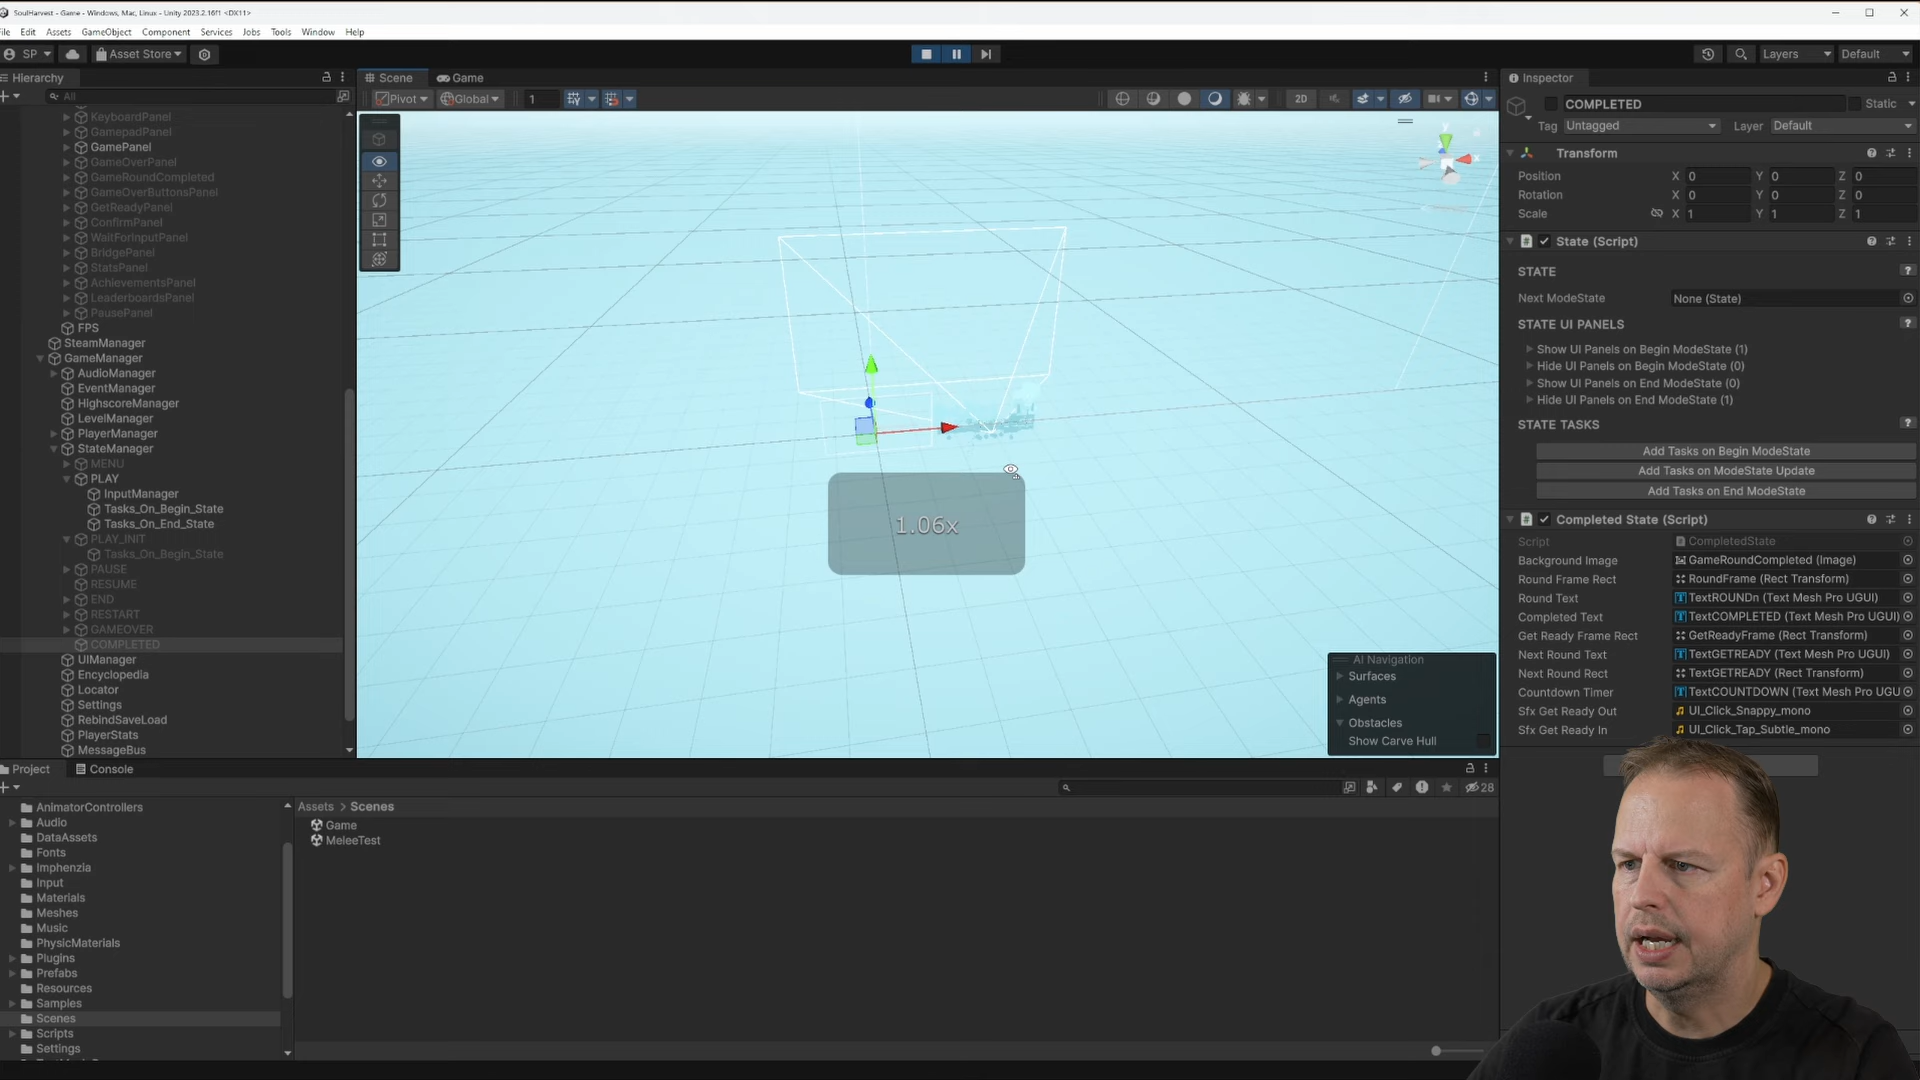 SoulHarvest - Game - Windows, Mac, Linux - Unity 2023.2.16f1 <DX11>
File Edit Assets GameObject Component Services Jobs Tools Window Help
SP Asset Store Layers Default
Hierarchy
All
KeyboardPanel
GamepadPanel
GamePanel
GameOverPanel
GameRoundCompleted
GameOverButtonsPanel
GetReadyPanel
ConfirmPanel
WaitForInputPanel
BridgePanel
StatsPanel
AchievementsPanel
LeaderboardsPanel
PausePanel
FPS
SteamManager
GameManager
AudioManager
EventManager
HighscoreManager
LevelManager
PlayerManager
StateManager
MENU
PLAY
InputManager
Tasks_On_Begin_State
Tasks_On_End_State
PLAY_INIT
Tasks_On_Begin_State
PAUSE
RESUME
END
RESTART
GAMEOVER
COMPLETED
UIManager
Encyclopedia
Locator
Settings
RebindSaveLoad
PlayerStats
MessageBus
Scene Game
Pivot Global 1 2D
1.06x
AI Navigation
Surfaces
Agents
Obstacles
Show Carve Hull
Inspector
COMPLETED Static
Tag Untagged Layer Default
Transform
Position X 0 Y 0 Z 0
Rotation X 0 Y 0 Z 0
Scale X 1 Y 1 Z 1
State (Script)
STATE
Next ModeState None (State)
STATE UI PANELS
Show UI Panels on Begin ModeState (1)
Hide UI Panels on Begin ModeState (0)
Show UI Panels on End ModeState (0)
Hide UI Panels on End ModeState (1)
STATE TASKS
Add Tasks on Begin ModeState
Add Tasks on ModeState Update
Add Tasks on End ModeState
Completed State (Script)
Script CompletedState
Background Image GameRoundCompleted (Image)
Round Frame Rect RoundFrame (Rect Transform)
Round Text TextROUNDn (Text Mesh Pro UGUI)
Completed Text TextCOMPLETED (Text Mesh Pro UGUI)
Get Ready Frame Rect GetReadyFrame (Rect Transform)
Next Round Text TextGETREADY (Text Mesh Pro UGUI)
Next Round Rect TextGETREADY (Rect Transform)
Countdown Timer TextCOUNTDOWN (Text Mesh Pro UGU
Sfx Get Ready Out UI_Click_Snappy_mono
Sfx Get Ready In UI_Click_Tap_Subtle_mono
Project Console
28
AnimatorControllers
Audio
DataAssets
Fonts
Imphenzia
Input
Materials
Meshes
Music
PhysicMaterials
Plugins
Prefabs
Resources
Samples
Scenes
Scripts
Settings
Assets > Scenes
Game
MeleeTest